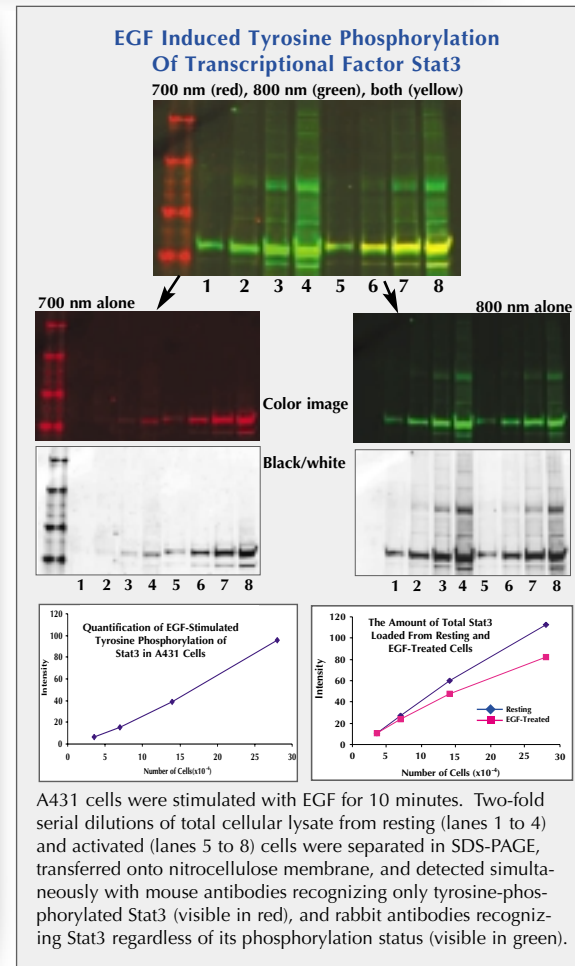 EGF Induced Tyrosine Phosphorylation
Of Transcriptional Factor Stat3
700 nm (red), 800 nm (green), both (yellow)
1 2 3 4 5 6 7 8
700 nm alone
800 nm alone
Color image
Black/white
1 2 3 4 5 6 7 8
1 2 3 4 5 6 7 8
Quantification of EGF-Stimulated
Tyrosine Phosphorylation of
Stat3 in A431 Cells
Intensity
120
100
80
60
40
20
0
0 5 10 15 20 25 30
Number of Cells(x10⁻⁴)
The Amount of Total Stat3
Loaded From Resting and
EGF-Treated Cells
Intensity
120
100
80
60
40
20
0
Resting
EGF-Treated
0 5 10 15 20 25 30
Number of Cells (x10⁻⁴)
A431 cells were stimulated with EGF for 10 minutes. Two-fold
serial dilutions of total cellular lysate from resting (lanes 1 to 4)
and activated (lanes 5 to 8) cells were separated in SDS-PAGE,
transferred onto nitrocellulose membrane, and detected simulta-
neously with mouse antibodies recognizing only tyrosine-phos-
phorylated Stat3 (visible in red), and rabbit antibodies recogniz-
ing Stat3 regardless of its phosphorylation status (visible in green).